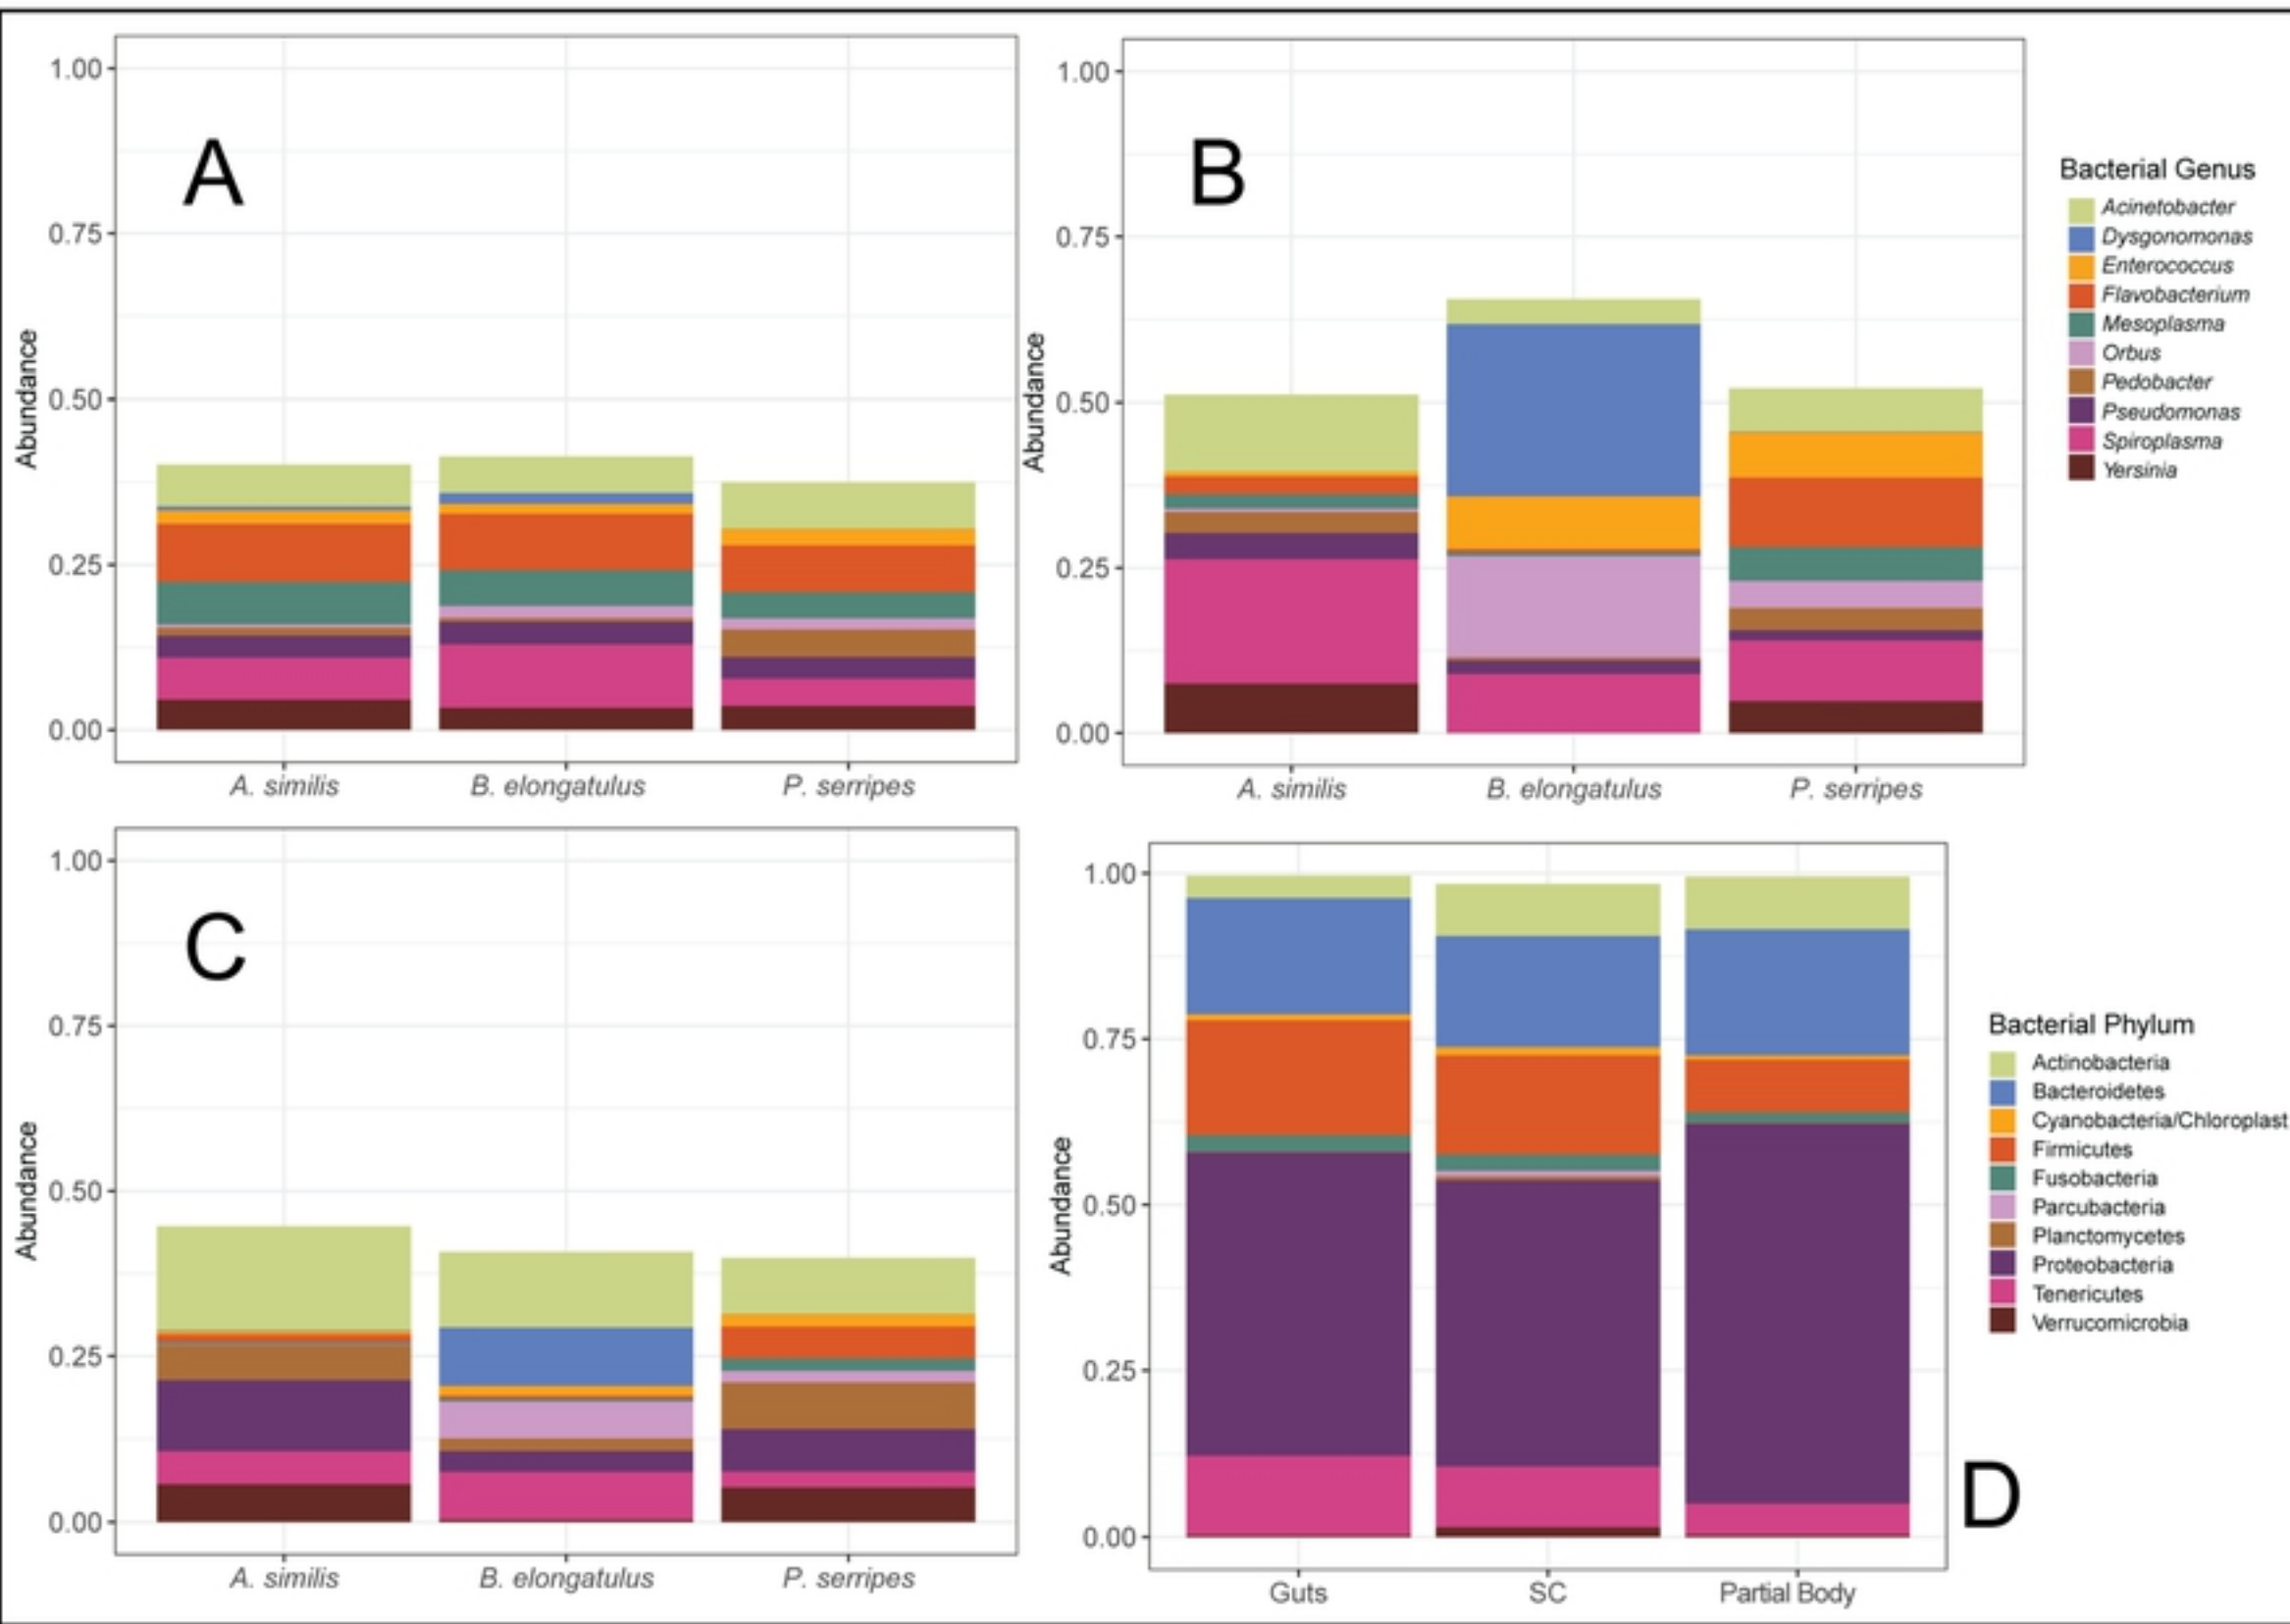 A
1.00
0.75
0.50
0.25
0.00
Abundance
A. similis
B. elongatulus
P. serripes
B
1.00
0.75
0.50
0.25
0.00
Abundance
A. similis
B. elongatulus
P. serripes
Bacterial Genus
Acinetobacter
Dysgonomonas
Enterococcus
Flavobacterium
Mesoplasma
Orbus
Pedobacter
Pseudomonas
Spiroplasma
Yersinia
C
1.00
0.75
0.50
0.25
0.00
Abundance
A. similis
B. elongatulus
P. serripes
1.00
0.75
0.50
0.25
0.00
Abundance
Guts
SC
Partial Body
D
Bacterial Phylum
Actinobacteria
Bacteroidetes
Cyanobacteria/Chloroplast
Firmicutes
Fusobacteria
Parcubacteria
Planctomycetes
Proteobacteria
Tenericutes
Verrucomicrobia